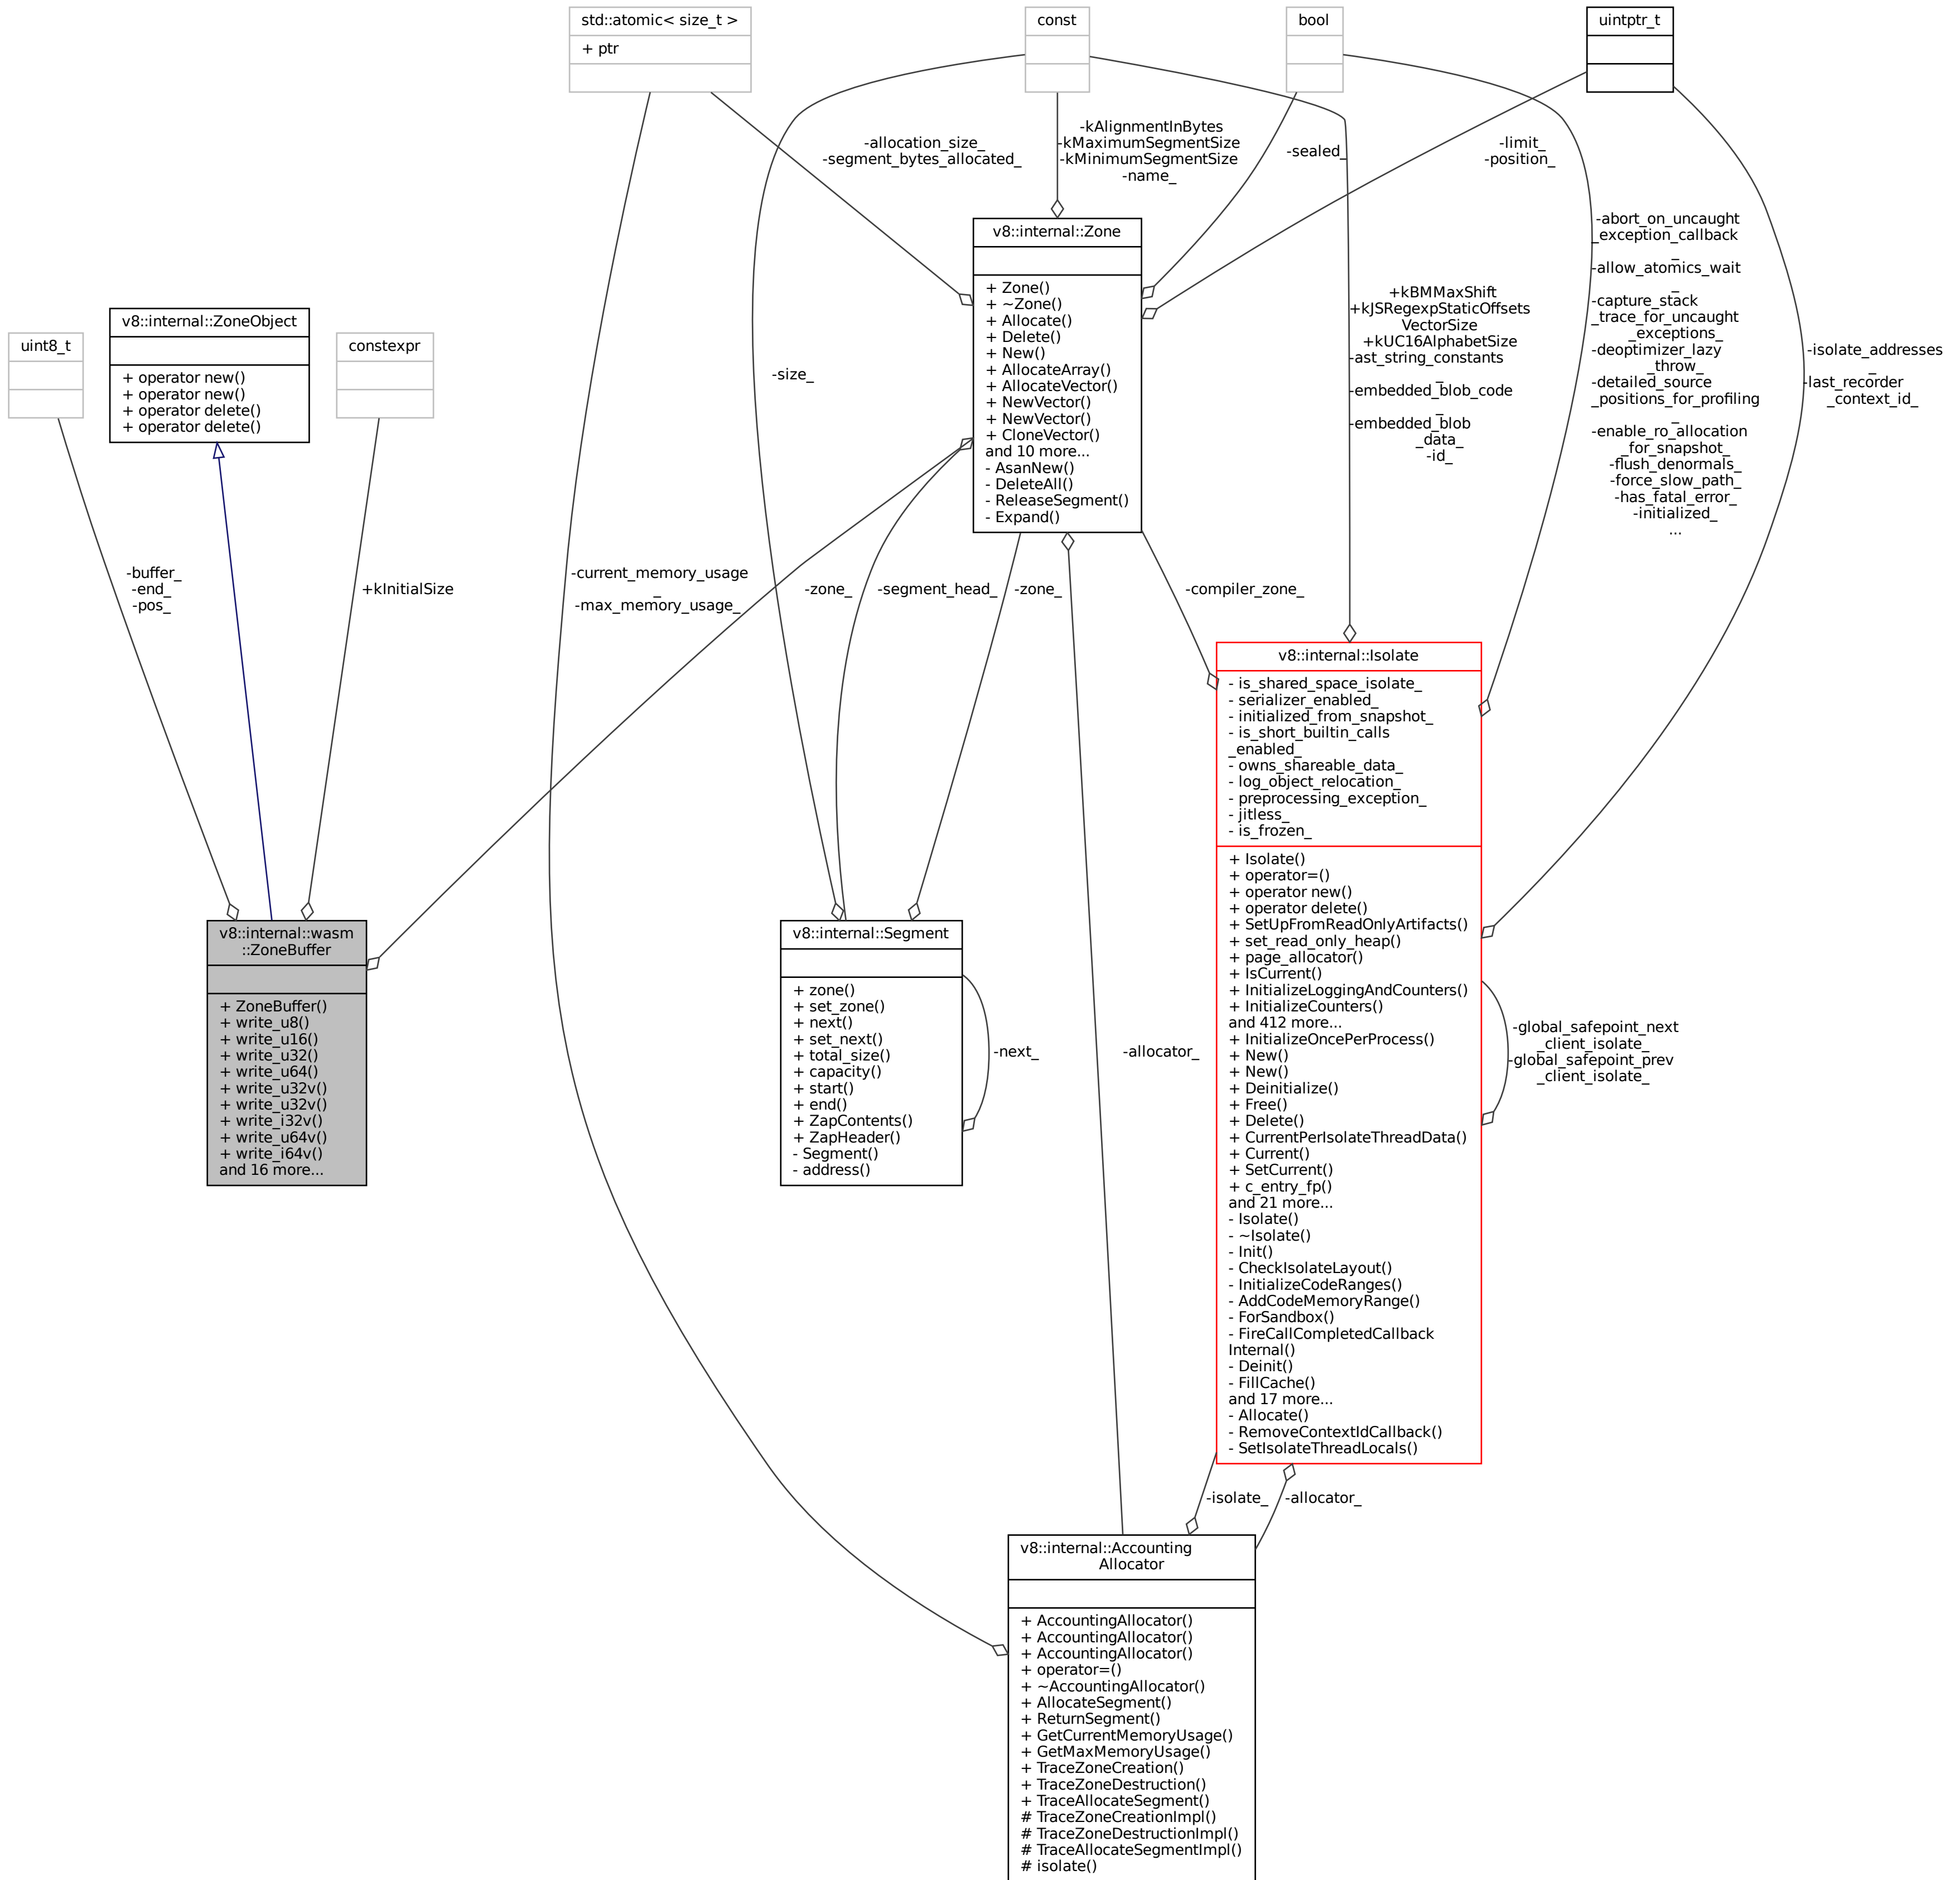 std::atomic< size_t >
+ ptr
const
bool
uintptr_t
-allocation_size_
-segment_bytes_allocated_
-kAlignmentInBytes
-kMaximumSegmentSize
-kMinimumSegmentSize
-name_
-sealed_
-limit_
-position_
v8::internal::Zone
+ Zone()
+ ~Zone()
+ Allocate()
+ Delete()
+ New()
+ AllocateArray()
+ AllocateVector()
+ NewVector()
+ NewVector()
+ CloneVector()
and 10 more...
- AsanNew()
- DeleteAll()
- ReleaseSegment()
- Expand()
-abort_on_uncaught
_exception_callback
_
-allow_atomics_wait
_
-capture_stack
_trace_for_uncaught
_exceptions_
-deoptimizer_lazy
_throw_
-detailed_source
_positions_for_profiling
_
-enable_ro_allocation
_for_snapshot_
-flush_denormals_
-force_slow_path_
-has_fatal_error_
-initialized_
...
+kBMMaxShift
+kJSRegexpStaticOffsets
VectorSize
+kUC16AlphabetSize
-ast_string_constants
_
-embedded_blob_code
_
-embedded_blob
_data_
-id_
-isolate_addresses
_
-last_recorder
_context_id_
uint8_t
v8::internal::ZoneObject
+ operator new()
+ operator new()
+ operator delete()
+ operator delete()
constexpr
-size_
-buffer_
-end_
-pos_
+kInitialSize
-current_memory_usage
_
-max_memory_usage_
-zone_
-segment_head_
-zone_
-compiler_zone_
v8::internal::Isolate
- is_shared_space_isolate_
- serializer_enabled_
- initialized_from_snapshot_
- is_short_builtin_calls
_enabled_
- owns_shareable_data_
- log_object_relocation_
- preprocessing_exception_
- jitless_
- is_frozen_
+ Isolate()
+ operator=()
+ operator new()
+ operator delete()
+ SetUpFromReadOnlyArtifacts()
+ set_read_only_heap()
+ page_allocator()
+ IsCurrent()
+ InitializeLoggingAndCounters()
+ InitializeCounters()
and 412 more...
+ InitializeOncePerProcess()
+ New()
+ New()
+ Deinitialize()
+ Free()
+ Delete()
+ CurrentPerIsolateThreadData()
+ Current()
+ SetCurrent()
+ c_entry_fp()
and 21 more...
- Isolate()
- ~Isolate()
- Init()
- CheckIsolateLayout()
- InitializeCodeRanges()
- AddCodeMemoryRange()
- ForSandbox()
- FireCallCompletedCallback
Internal()
- Deinit()
- FillCache()
and 17 more...
- Allocate()
- RemoveContextIdCallback()
- SetIsolateThreadLocals()
v8::internal::wasm
::ZoneBuffer
+ ZoneBuffer()
+ write_u8()
+ write_u16()
+ write_u32()
+ write_u64()
+ write_u32v()
+ write_u32v()
+ write_i32v()
+ write_u64v()
+ write_i64v()
and 16 more...
v8::internal::Segment
+ zone()
+ set_zone()
+ next()
+ set_next()
+ total_size()
+ capacity()
+ start()
+ end()
+ ZapContents()
+ ZapHeader()
- Segment()
- address()
-next_
-allocator_
-global_safepoint_next
_client_isolate_
-global_safepoint_prev
_client_isolate_
-isolate_
-allocator_
v8::internal::Accounting
Allocator
+ AccountingAllocator()
+ AccountingAllocator()
+ AccountingAllocator()
+ operator=()
+ ~AccountingAllocator()
+ AllocateSegment()
+ ReturnSegment()
+ GetCurrentMemoryUsage()
+ GetMaxMemoryUsage()
+ TraceZoneCreation()
+ TraceZoneDestruction()
+ TraceAllocateSegment()
# TraceZoneCreationImpl()
# TraceZoneDestructionImpl()
# TraceAllocateSegmentImpl()
# isolate()